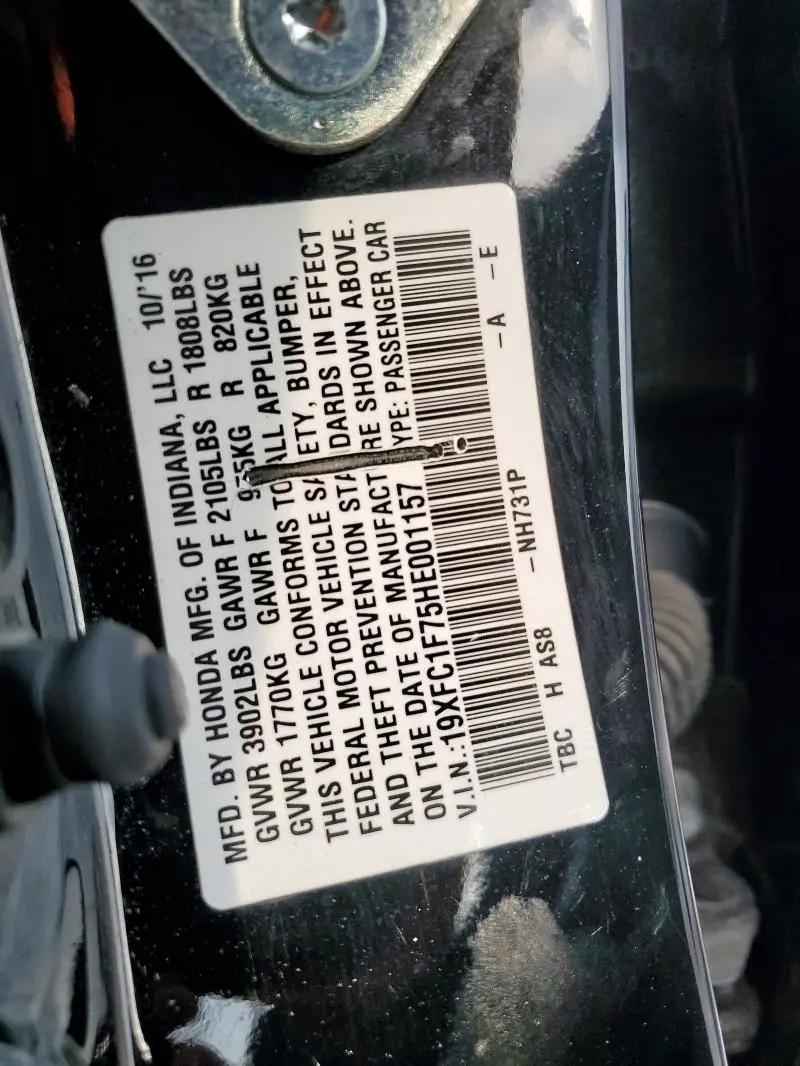 MFD. BY HONDA MFG. OF INDIANA, LLC 10/'16
GVWR 3902LBS GAWR F 2105LBS R 1808LBS
GVWR 1770KG GAWR F 955KG R 820KG
THIS VEHICLE CONFORMS TO ALL APPLICABLE
FEDERAL MOTOR VEHICLE SAFETY, BUMPER,
AND THEFT PREVENTION STANDARDS IN EFFECT
ON THE DATE OF MANUFACTURE SHOWN ABOVE.
V.I.N.:19XFC1F75HE001157 TYPE: PASSENGER CAR
TBC H AS8 - NH731P - A - E